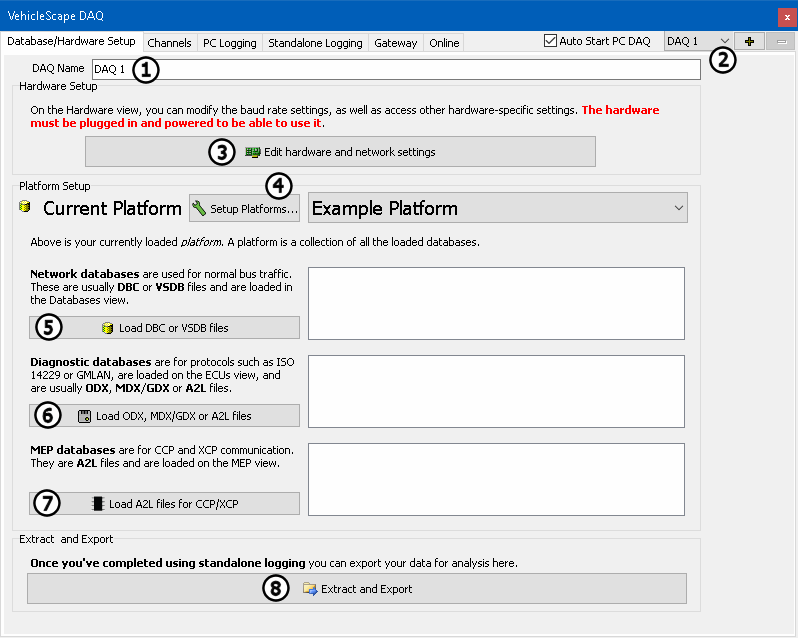 VehicleScape DAQ
x
Database/Hardware Setup Channels PC Logging Standalone Logging Gateway Online Auto Start PC DAQ DAQ 1
2
DAQ Name DAQ 1 1
Hardware Setup
On the Hardware view, you can modify the baud rate settings, as well as access other hardware-specific settings. The hardware
must be plugged in and powered to be able to use it.
3 Edit hardware and network settings
Platform Setup
4
Current Platform Setup Platforms... Example Platform
Above is your currently loaded platform. A platform is a collection of all the loaded databases.
Network databases are used for normal bus traffic.
These are usually DBC or VSDB files and are loaded in
the Databases view.
5 Load DBC or VSDB files
Diagnostic databases are for protocols such as ISO
14229 or GMLAN, are loaded on the ECUs view, and
are usually ODX, MDX/GDX or A2L files.
6 Load ODX, MDX/GDX or A2L files
MEP databases are for CCP and XCP communication.
They are A2L files and are loaded on the MEP view.
7 Load A2L files for CCP/XCP
Extract and Export
Once you've completed using standalone logging you can export your data for analysis here.
8 Extract and Export